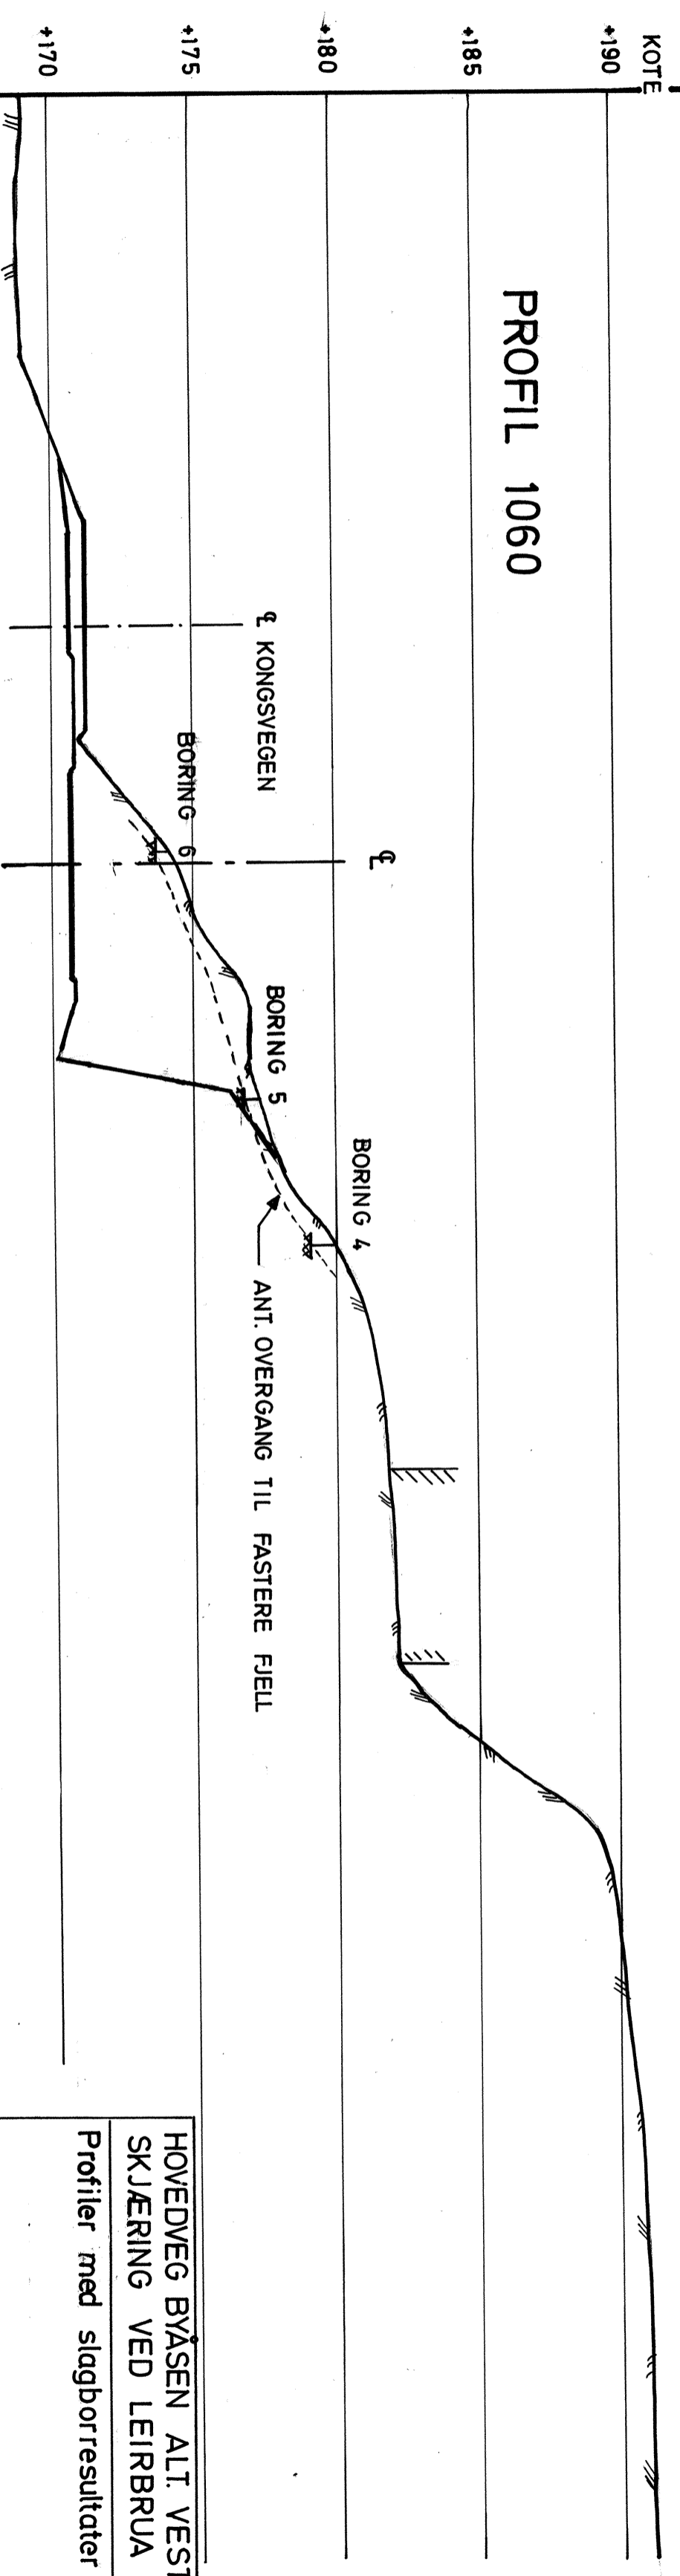 KOTE
+190
+185
+180
+175
+170
PROFIL 1060
℄ KONGSVEGEN
℄
BORING 6
BORING 5
BORING 4
ANT. OVERGANG TIL FASTERE FJELL
HOVEDVEG BYÅSEN ALT. VEST
SKJÆRING VED LEIRBRUA
Profiler med slagborresultater